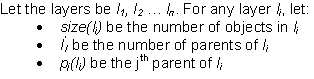 Let the layers be l1, l2 ... ln. For any layer li, let:
• size(li) be the number of objects in li
• l'i be the number of parents of li
• pj(li) be the jth parent of li